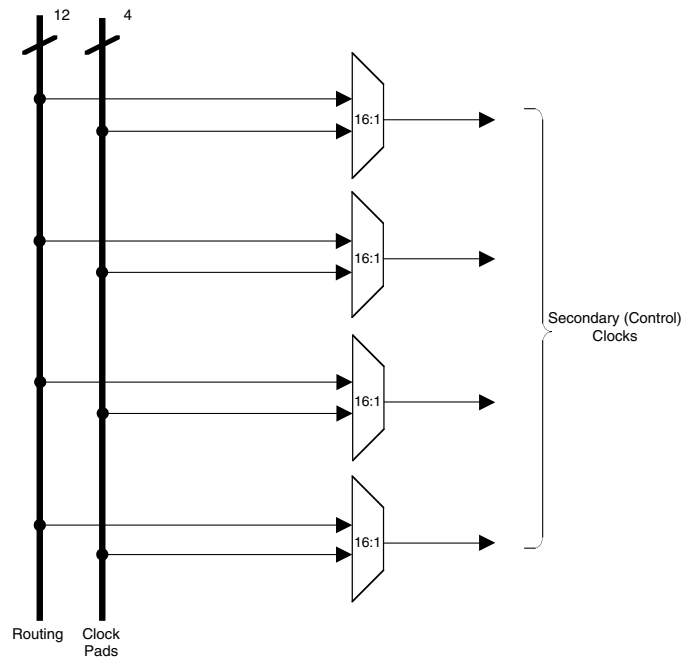 12
4
16:1
16:1
16:1
16:1
Secondary (Control)
Clocks
Routing
Clock
Pads